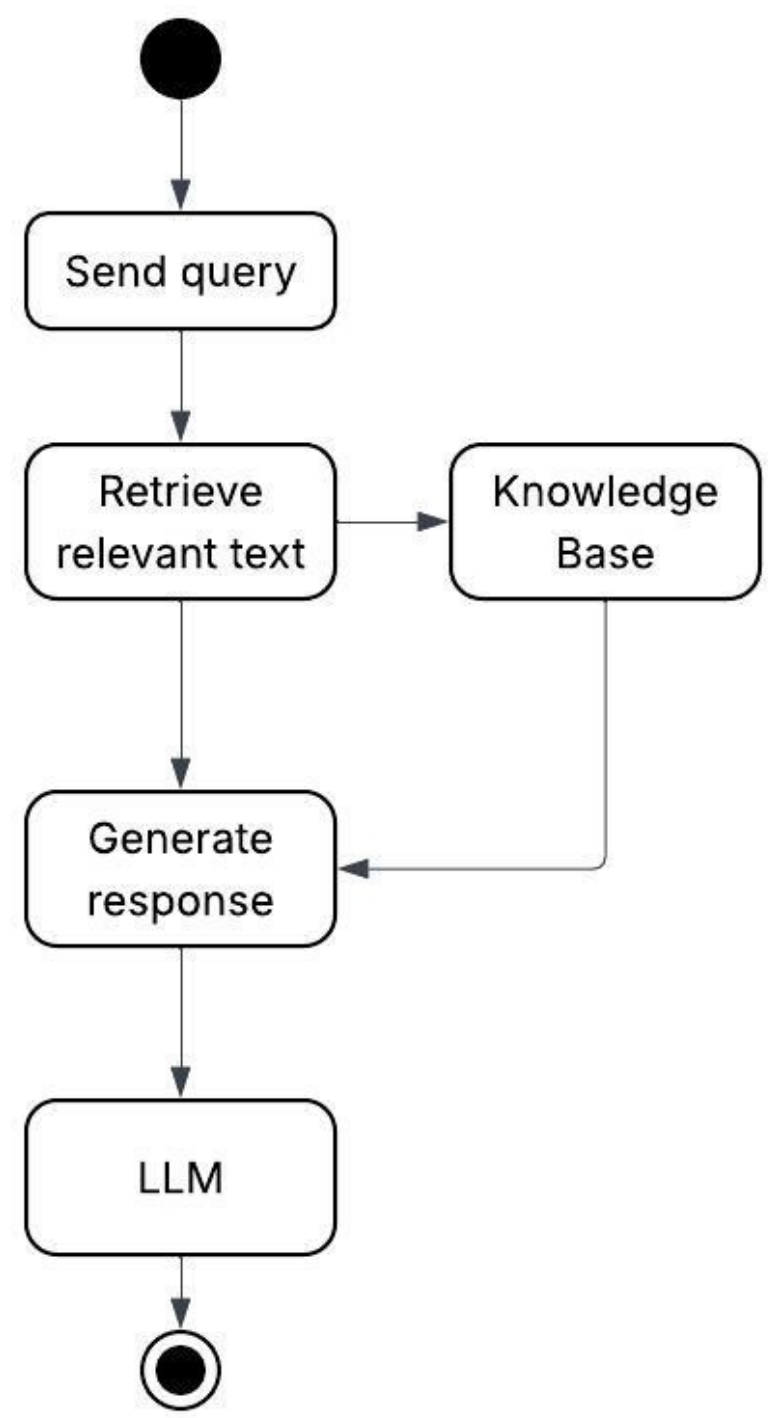 Send query
Retrieve
relevant text
Knowledge
Base
Generate
response
LLM